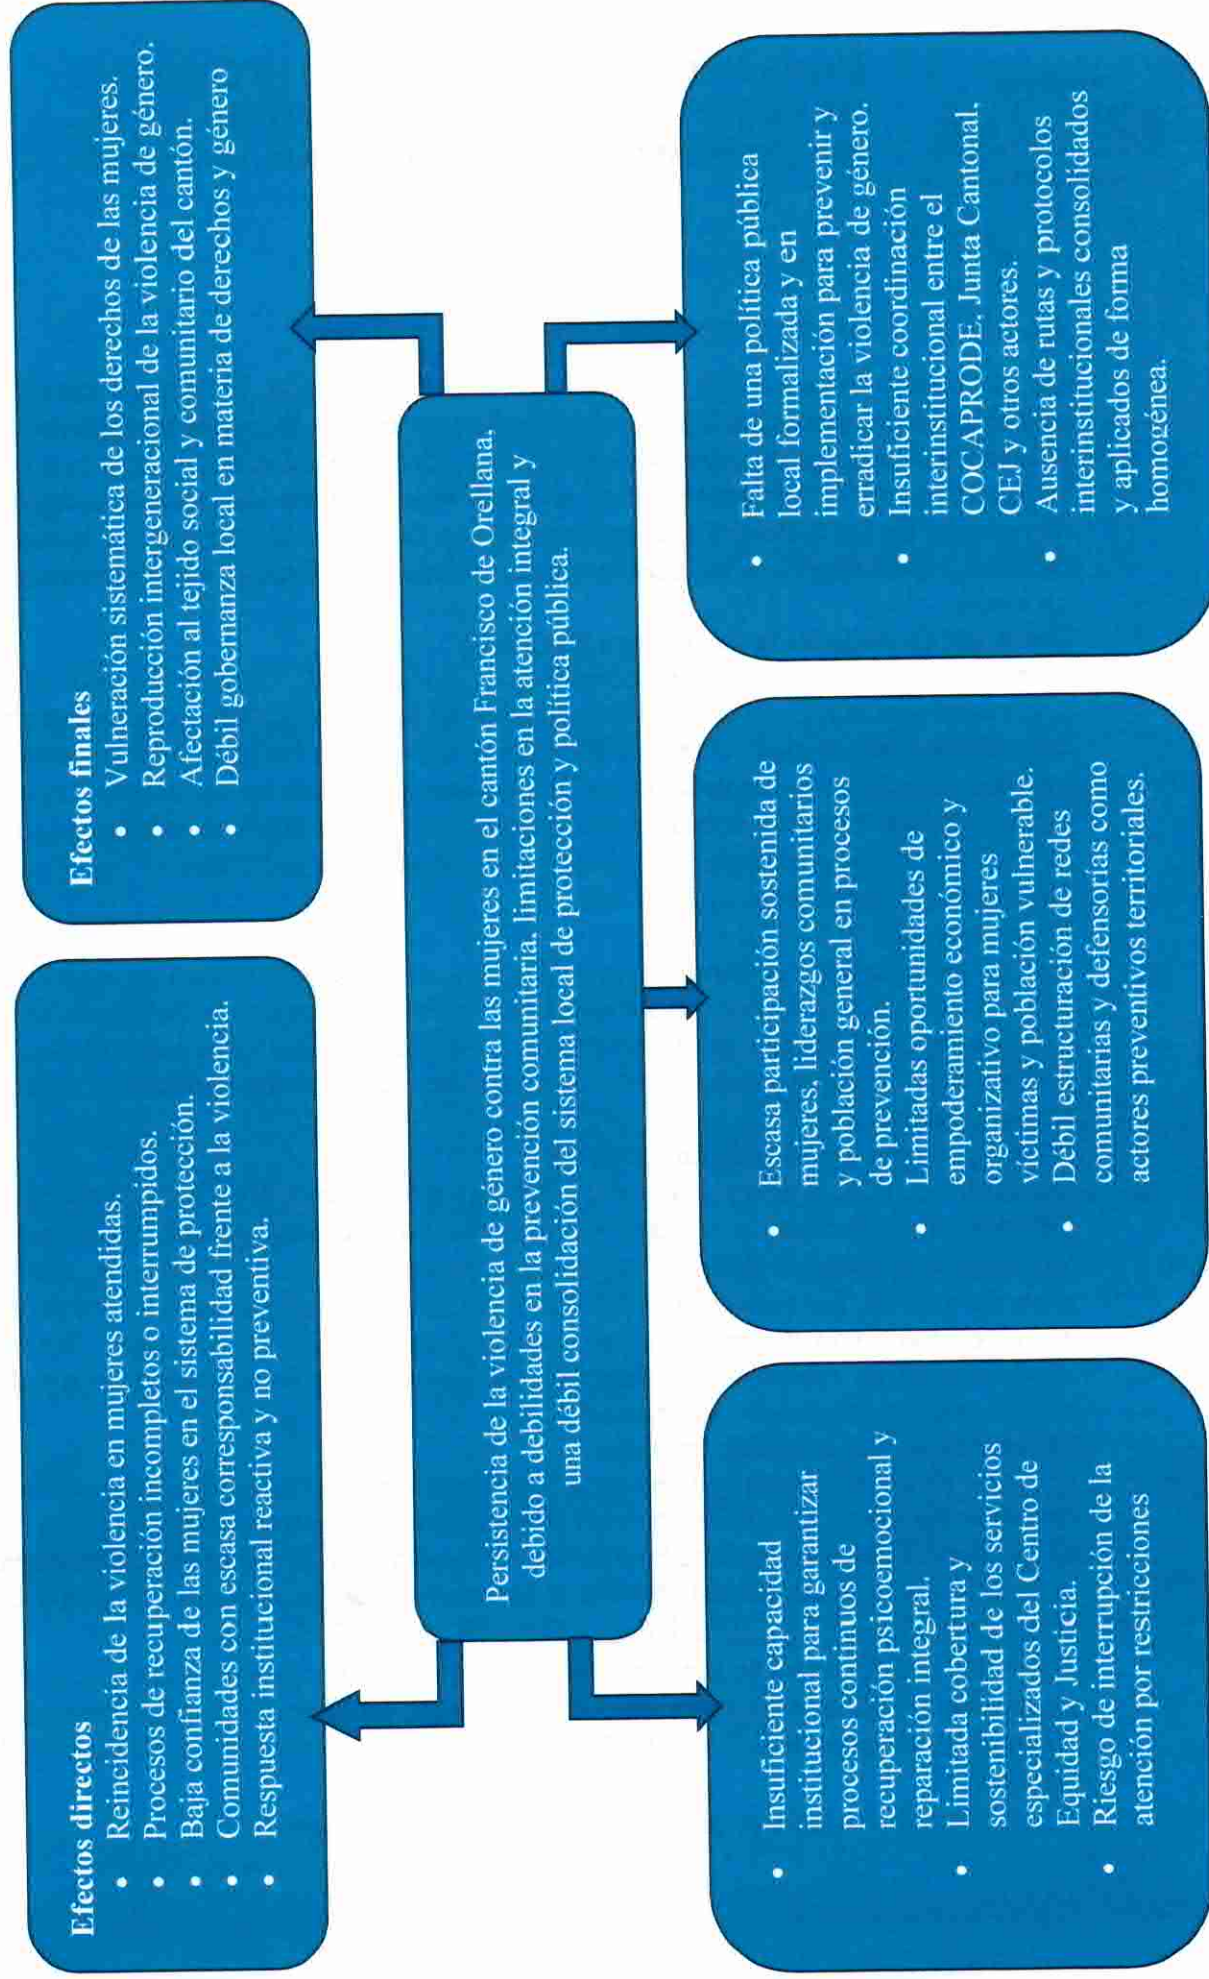 Efectos directos
• Reincidencia de la violencia en mujeres atendidas.
• Procesos de recuperación incompletos o interrumpidos.
• Baja confianza de las mujeres en el sistema de protección.
• Comunidades con escasa corresponsabilidad frente a la violencia.
• Respuesta institucional reactiva y no preventiva.
Efectos finales
• Vulneración sistemática de los derechos de las mujeres.
• Reproducción intergeneracional de la violencia de género.
• Afectación al tejido social y comunitario del cantón.
• Débil gobernanza local en materia de derechos y género
Persistencia de la violencia de género contra las mujeres en el cantón Francisco de Orellana,
debido a debilidades en la prevención comunitaria, limitaciones en la atención integral y
una débil consolidación del sistema local de protección y política pública.
• Insuficiente capacidad
institucional para garantizar
procesos continuos de
recuperación psicoemocional y
reparación integral.
• Limitada cobertura y
sostenibilidad de los servicios
especializados del Centro de
Equidad y Justicia.
• Riesgo de interrupción de la
atención por restricciones
• Escasa participación sostenida de
mujeres, liderazgos comunitarios
y población general en procesos
de prevención.
• Limitadas oportunidades de
empoderamiento económico y
organizativo para mujeres
víctimas y población vulnerable.
• Débil estructuración de redes
comunitarias y defensorías como
actores preventivos territoriales.
• Falta de una política pública
local formalizada y en
implementación para prevenir y
erradicar la violencia de género.
• Insuficiente coordinación
interinstitucional entre el
COCAPRODE, Junta Cantonal,
CEJ y otros actores.
• Ausencia de rutas y protocolos
interinstitucionales consolidados
y aplicados de forma
homogénea.